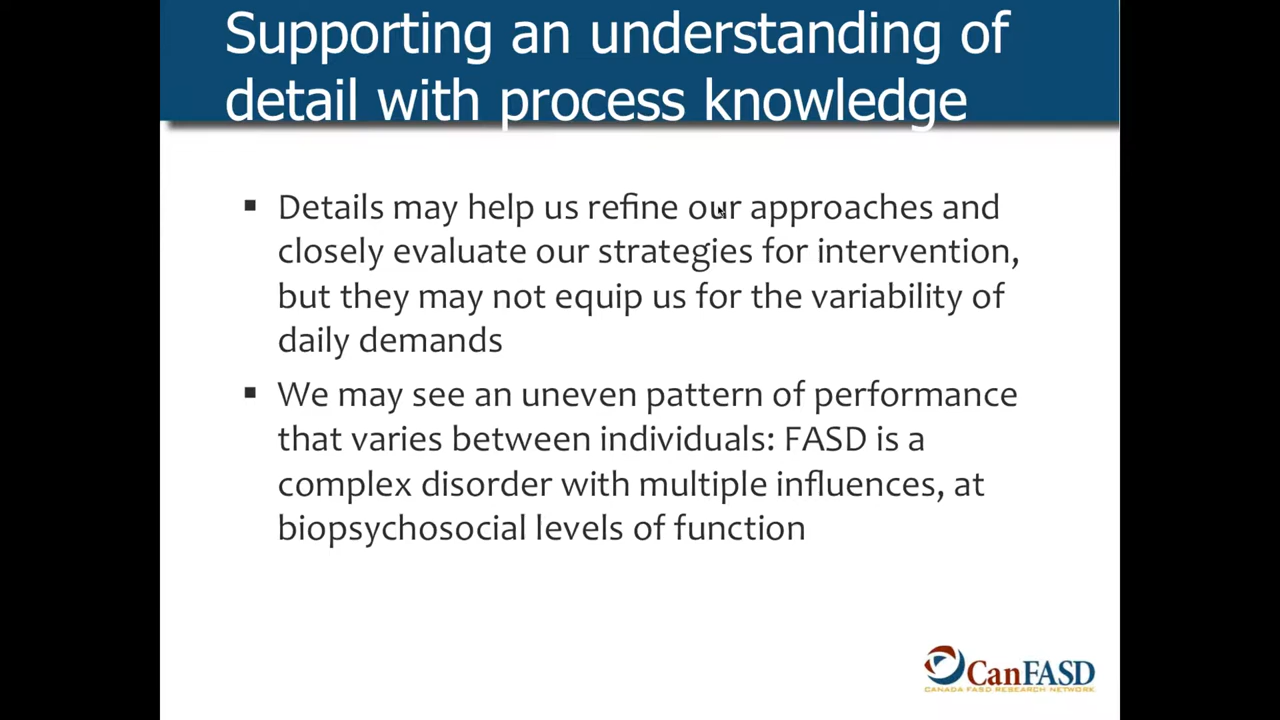 Supporting an understanding of
detail with process knowledge
▪ Details may help us refine our approaches and
closely evaluate our strategies for intervention,
but they may not equip us for the variability of
daily demands
▪ We may see an uneven pattern of performance
that varies between individuals: FASD is a
complex disorder with multiple influences, at
biopsychosocial levels of function
CanFASD
CANADA FASD RESEARCH NETWORK